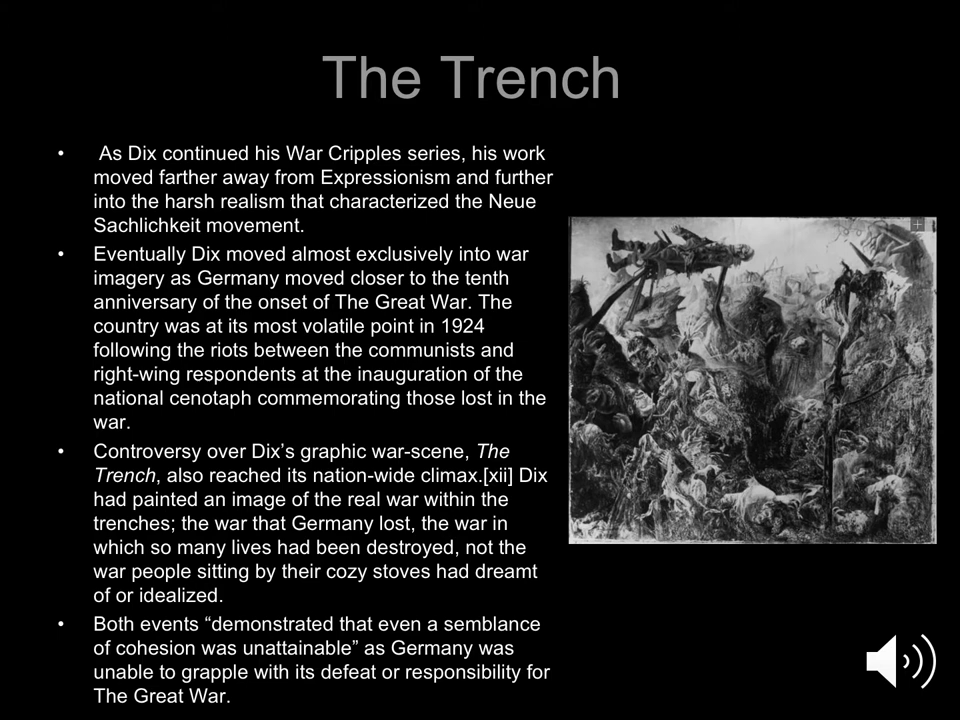 The Trench
• As Dix continued his War Cripples series, his work
moved farther away from Expressionism and further
into the harsh realism that characterized the Neue
Sachlichkeit movement.
• Eventually Dix moved almost exclusively into war
imagery as Germany moved closer to the tenth
anniversary of the onset of The Great War. The
country was at its most volatile point in 1924
following the riots between the communists and
right-wing respondents at the inauguration of the
national cenotaph commemorating those lost in the
war.
• Controversy over Dix’s graphic war-scene, The
Trench, also reached its nation-wide climax.[xii] Dix
had painted an image of the real war within the
trenches; the war that Germany lost, the war in
which so many lives had been destroyed, not the
war people sitting by their cozy stoves had dreamt
of or idealized.
• Both events “demonstrated that even a semblance
of cohesion was unattainable” as Germany was
unable to grapple with its defeat or responsibility for
The Great War.